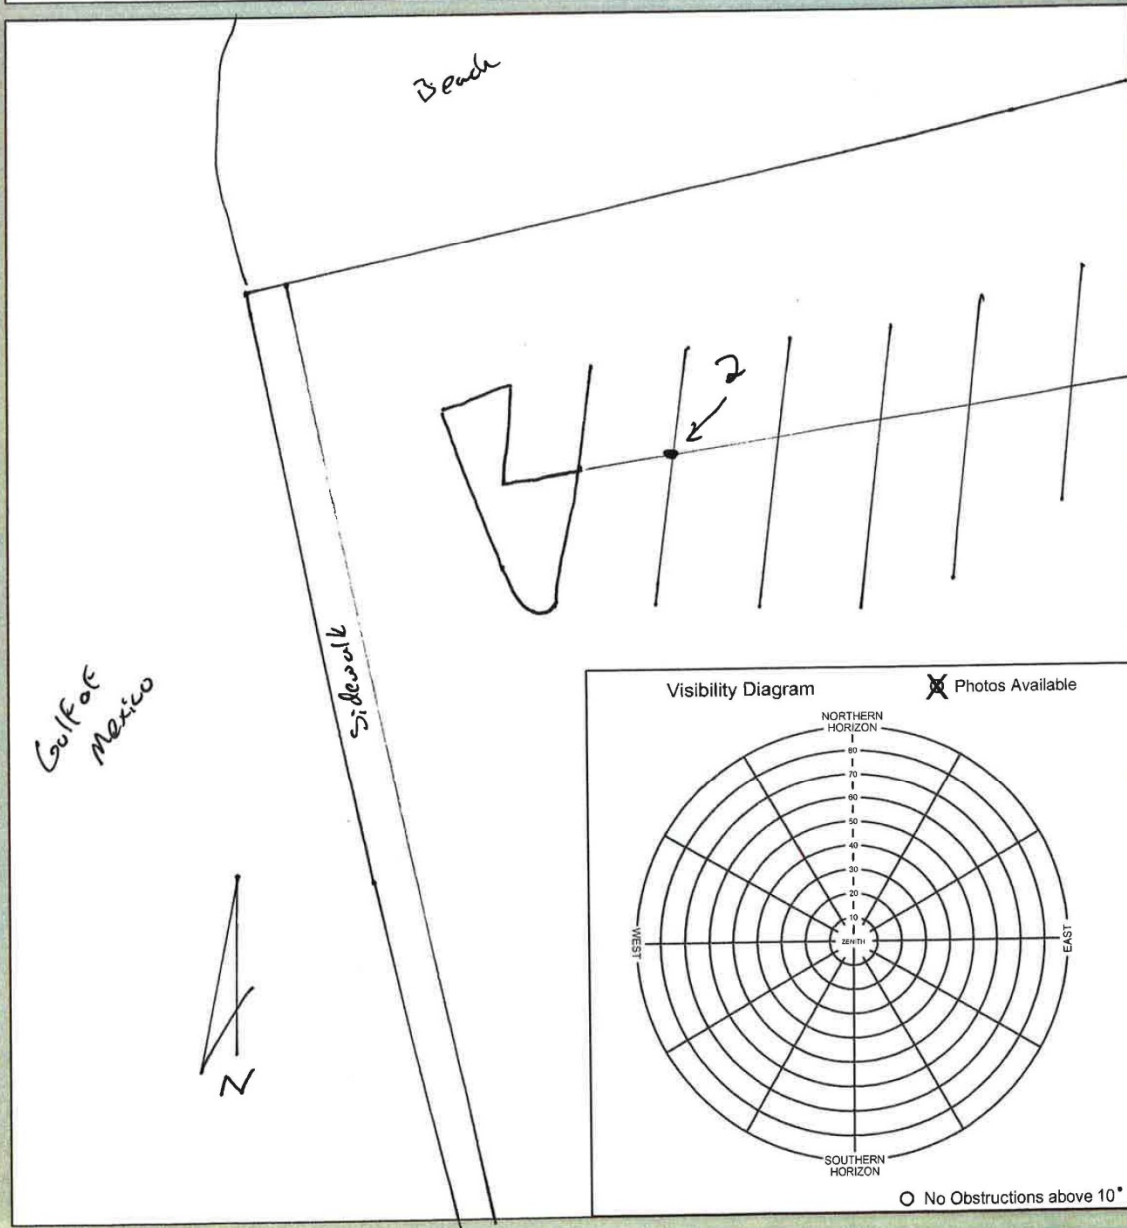 Beach
2
Sidewalk
Gulf of
Mexico
N
Visibility Diagram
Photos Available
NORTHERN
HORIZON
80
70
60
50
40
30
20
10
ZENITH
WEST
EAST
SOUTHERN
HORIZON
No Obstructions above 10°